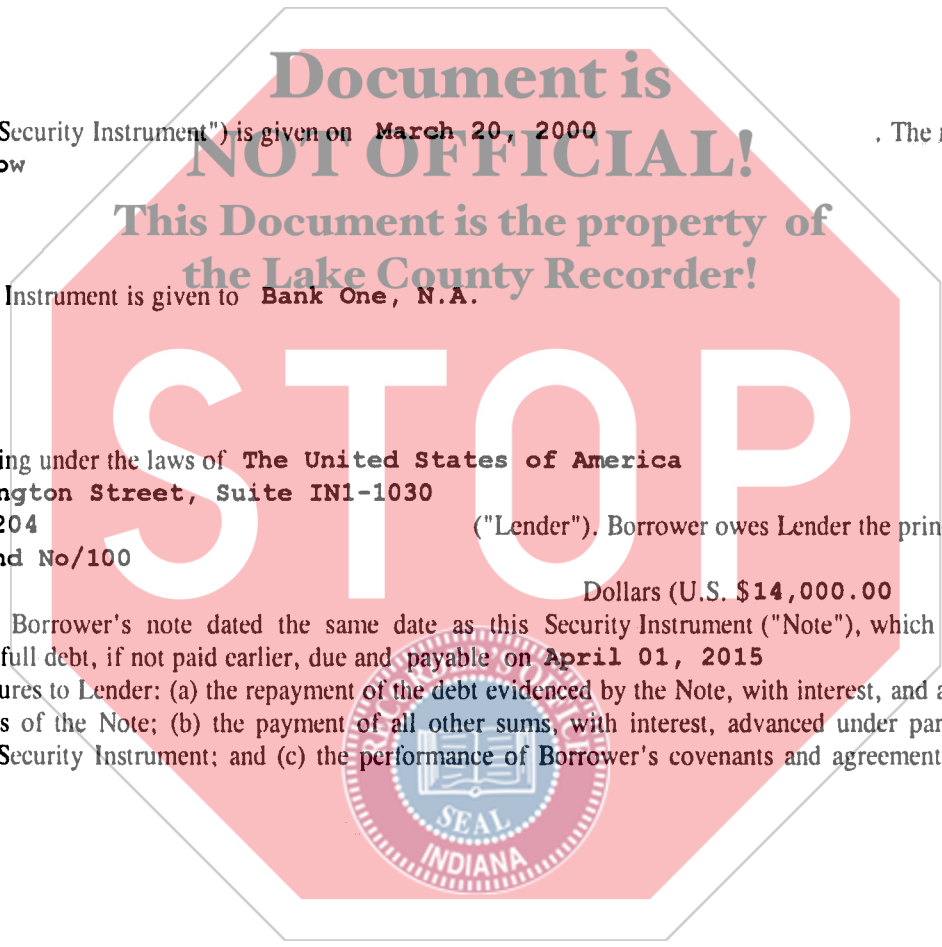 Document is
Security Instrument") is given on March 20, 2000 . The
NOT OFFICIAL!
ow
This Document is the property of
the Lake County Recorder!
Instrument is given to Bank One, N.A.
STOP
ing under the laws of The United States of America
ngton Street, Suite IN1-1030
204 ("Lender"). Borrower owes Lender the prin
nd No/100
Dollars (U.S. $14,000.00
Borrower's note dated the same date as this Security Instrument ("Note"), which
full debt, if not paid earlier, due and payable on April 01, 2015
ures to Lender: (a) the repayment of the debt evidenced by the Note, with interest, and a
s of the Note; (b) the payment of all other sums, with interest, advanced under par
Security Instrument; and (c) the performance of Borrower's covenants and agreement
RECORDER'S OFFICE
SEAL
INDIANA